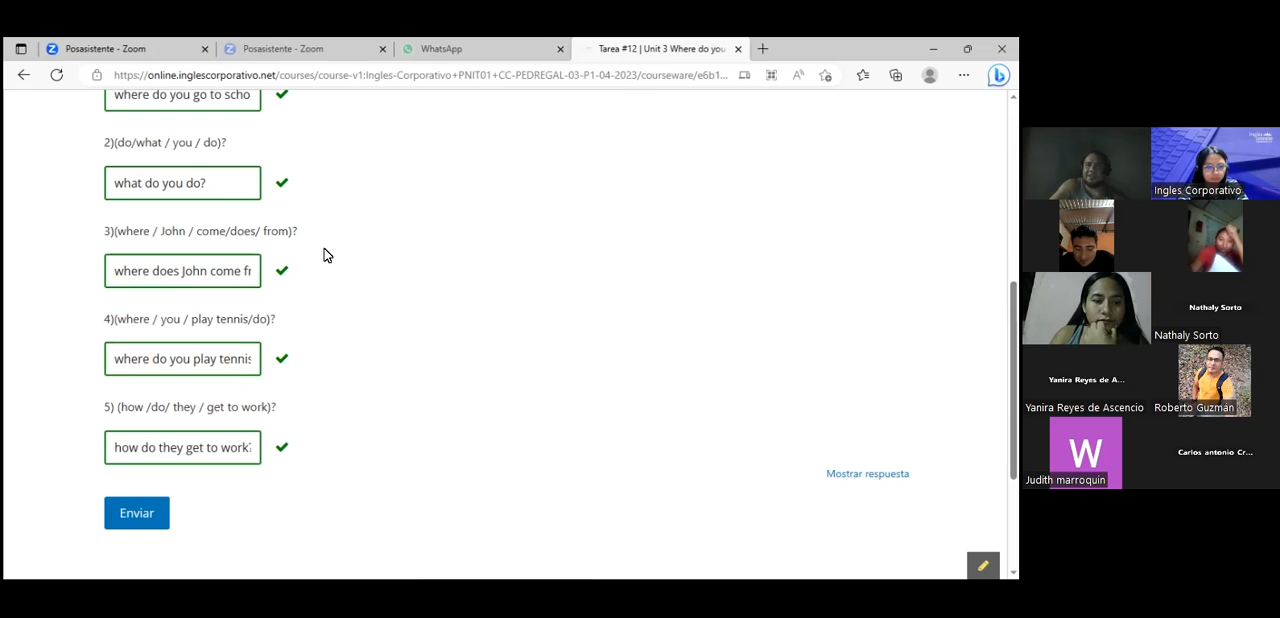 Posasistente - Zoom
Posasistente - Zoom
WhatsApp
Tarea #12 | Unit 3 Where do you
https://online.inglescorporativo.net/courses/course-v1:Ingles-Corporativo+PNIT01+CC-PEDREGAL-03-P1-04-2023/courseware/e6b1...
where do you go to scho
2)(do/what / you / do)?
what do you do?
3)(where / John / come/does/ from)?
where does John come fr
4)(where / you / play tennis/do)?
where do you play tennis
5) (how /do/ they / get to work)?
how do they get to work?
Mostrar respuesta
Enviar
Ingles Corporativo
Nathaly Sorto
Nathaly Sorto
Yanira Reyes de A...
Yanira Reyes de Ascencio
Roberto Guzmán
W
Judith marroquin
Carlos antonio Cr...